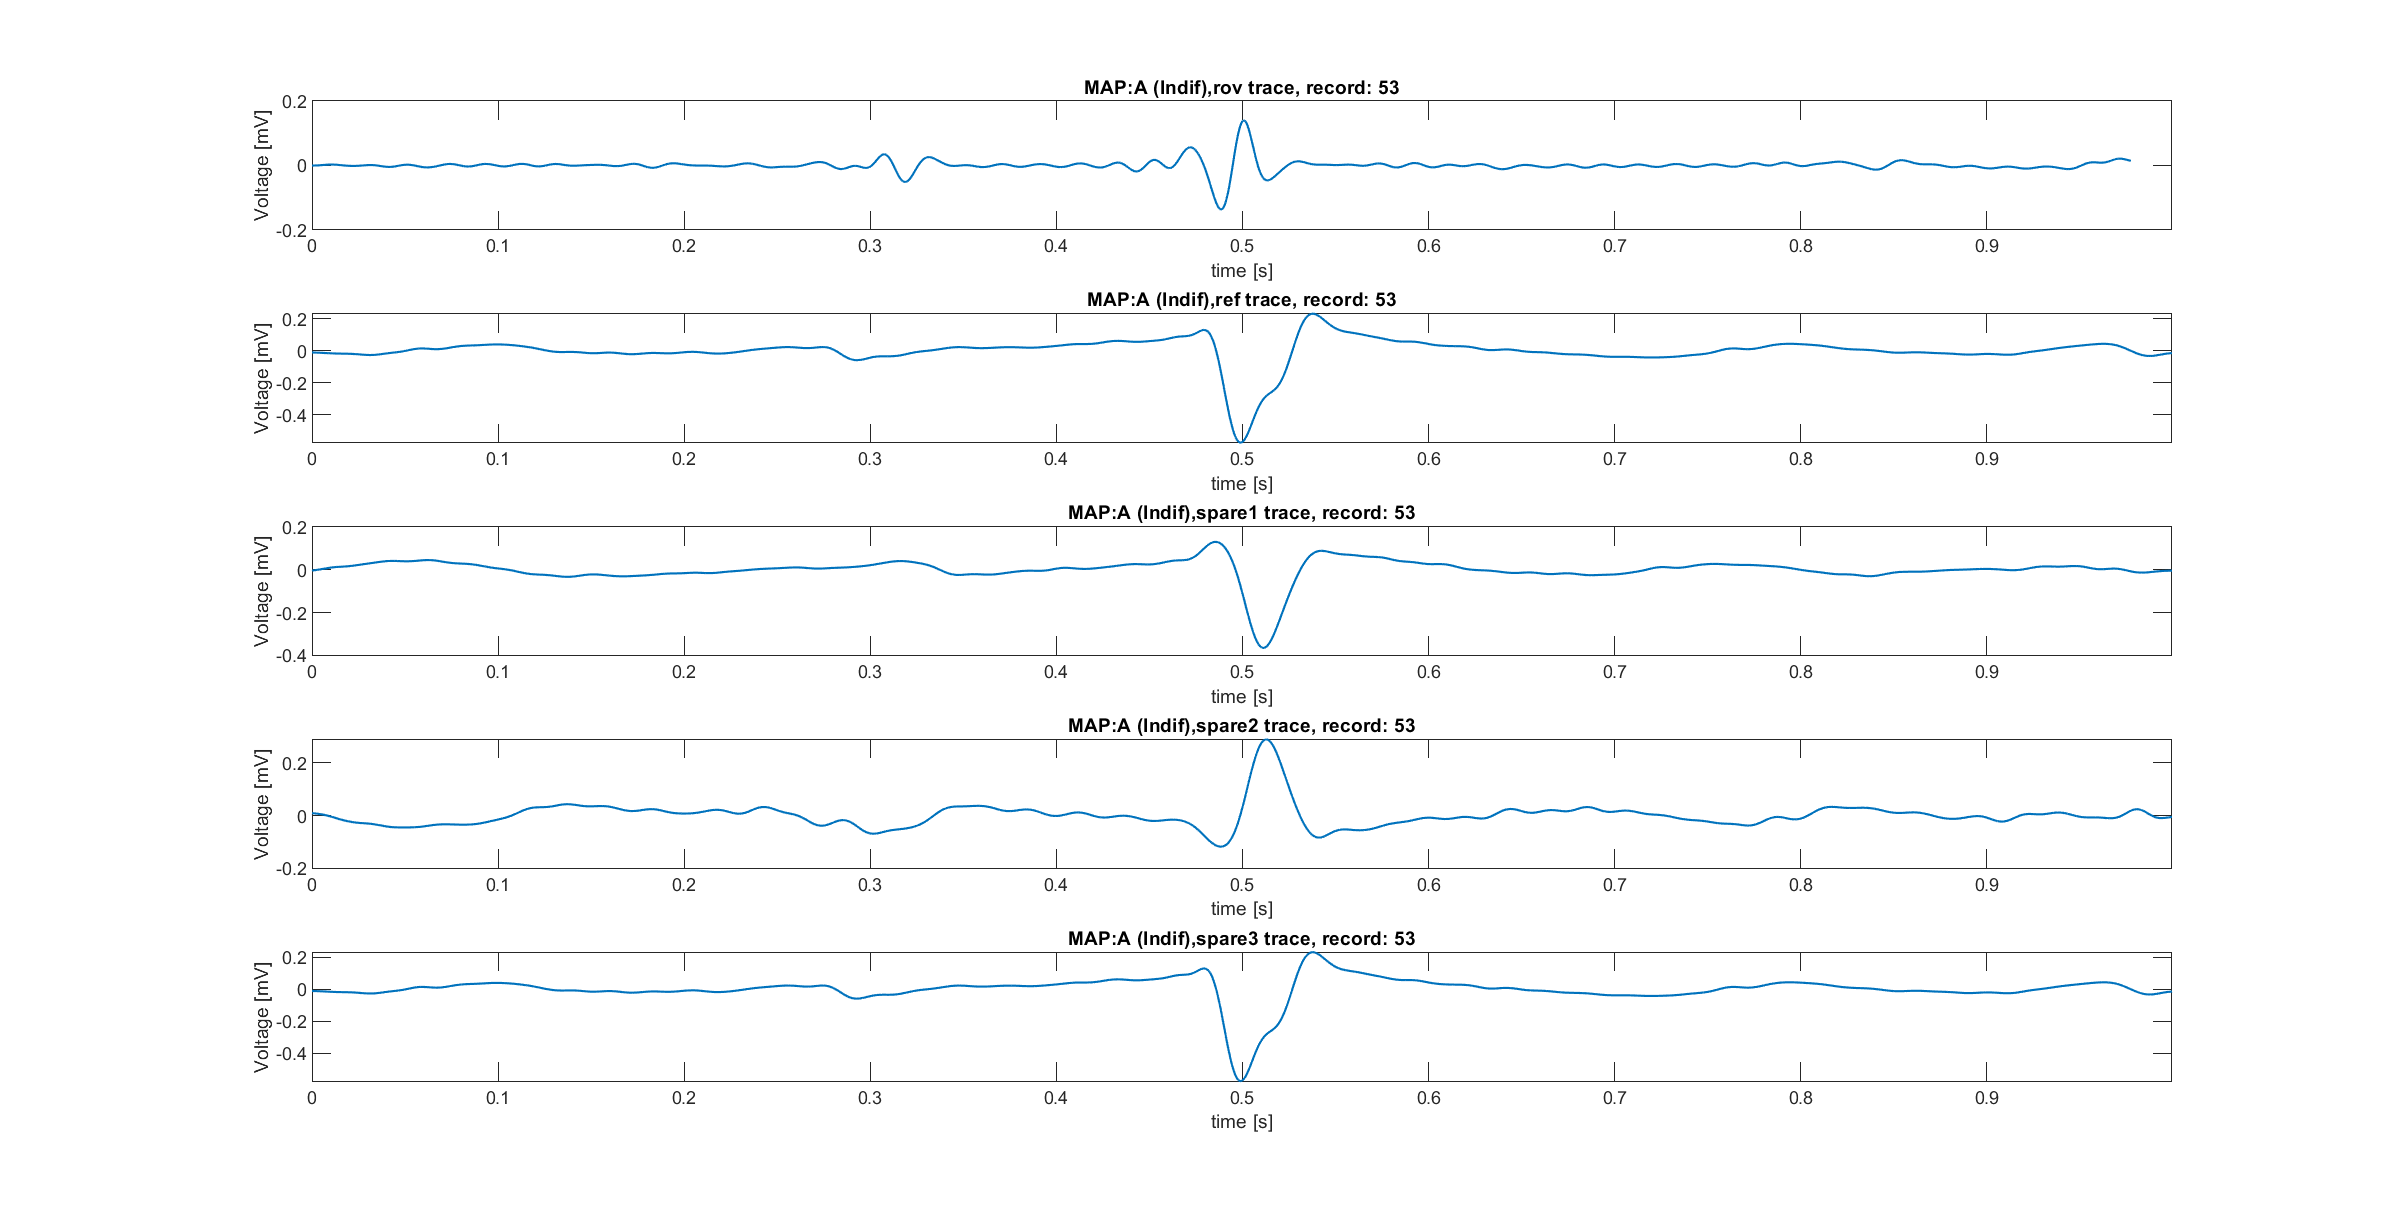 MAP:A (Indif),rov trace, record: 53
Voltage [mV]
0.2
0
-0.2
0 0.1 0.2 0.3 0.4 0.5 0.6 0.7 0.8 0.9
time [s]
MAP:A (Indif),ref trace, record: 53
Voltage [mV]
0.2
0
-0.2
-0.4
0 0.1 0.2 0.3 0.4 0.5 0.6 0.7 0.8 0.9
time [s]
MAP:A (Indif),spare1 trace, record: 53
Voltage [mV]
0.2
0
-0.2
-0.4
0 0.1 0.2 0.3 0.4 0.5 0.6 0.7 0.8 0.9
time [s]
MAP:A (Indif),spare2 trace, record: 53
Voltage [mV]
0.2
0
-0.2
0 0.1 0.2 0.3 0.4 0.5 0.6 0.7 0.8 0.9
time [s]
MAP:A (Indif),spare3 trace, record: 53
Voltage [mV]
0.2
0
-0.2
-0.4
0 0.1 0.2 0.3 0.4 0.5 0.6 0.7 0.8 0.9
time [s]